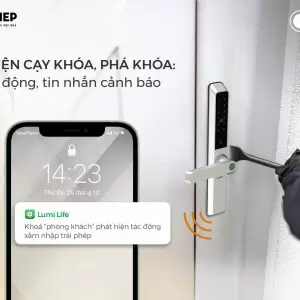 ỆN CẠY KHÓA, PHÁ KHÓA:
động, tin nhắn cảnh báo
14:23
Lumi Life
Khoá "phòng khách" phát hiện tác động
xâm nhập trái phép